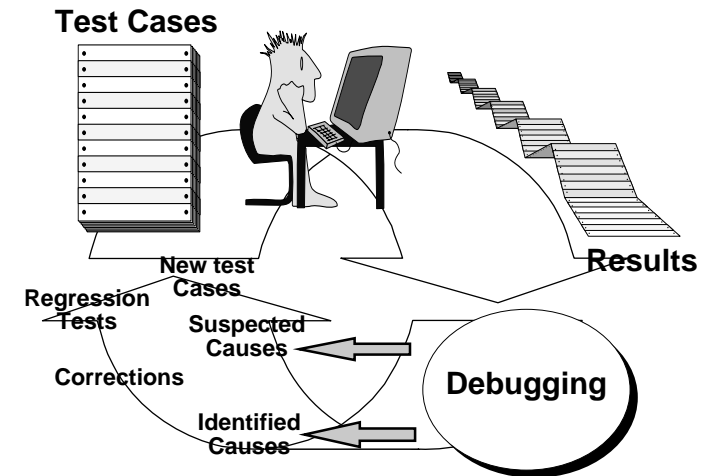 Test Cases
Results
New test
Cases
Regression
Tests
Suspected
Causes
Corrections
Debugging
Identified
Causes